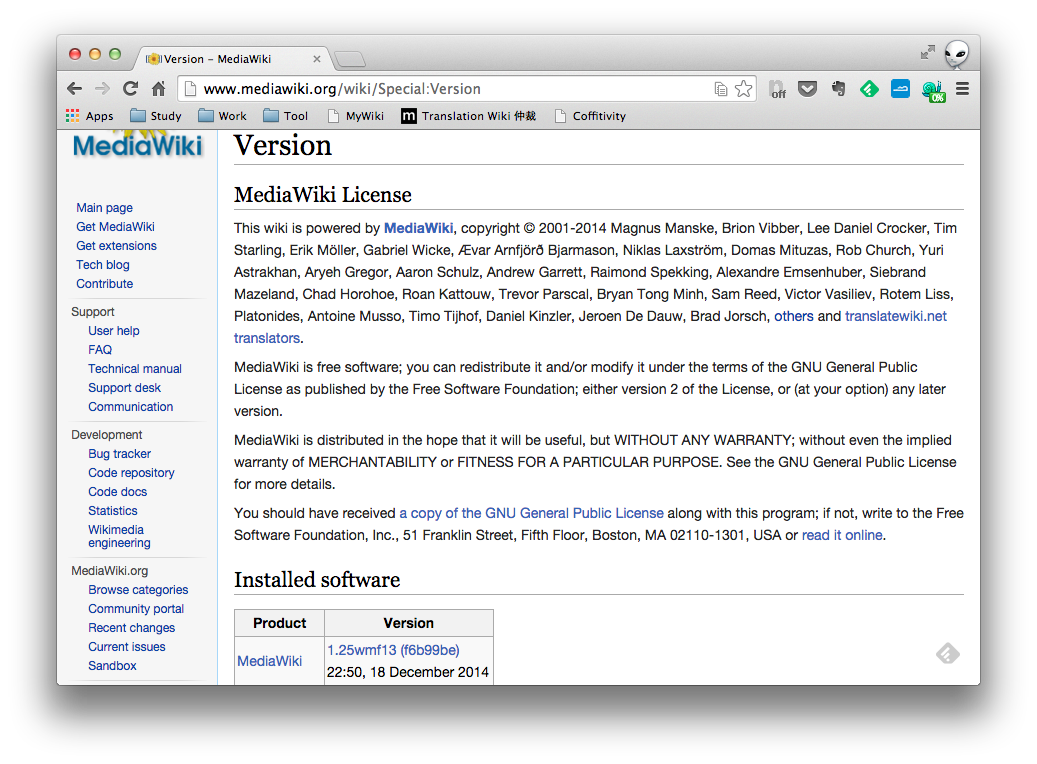 Version – MediaWiki
www.mediawiki.org/wiki/Special:Version
off
0k
Apps
Study
Work
Tool
MyWiki
m
Translation Wiki 仲裁
Coffitivity
MediaWiki
Main page
Get MediaWiki
Get extensions
Tech blog
Contribute
Support
User help
FAQ
Technical manual
Support desk
Communication
Development
Bug tracker
Code repository
Code docs
Statistics
Wikimedia
engineering
MediaWiki.org
Browse categories
Community portal
Recent changes
Current issues
Sandbox
Version
MediaWiki License
This wiki is powered by MediaWiki, copyright © 2001-2014 Magnus Manske, Brion Vibber, Lee Daniel Crocker, Tim
Starling, Erik Möller, Gabriel Wicke, Ævar Arnfjörð Bjarmason, Niklas Laxström, Domas Mituzas, Rob Church, Yuri
Astrakhan, Aryeh Gregor, Aaron Schulz, Andrew Garrett, Raimond Spekking, Alexandre Emsenhuber, Siebrand
Mazeland, Chad Horohoe, Roan Kattouw, Trevor Parscal, Bryan Tong Minh, Sam Reed, Victor Vasiliev, Rotem Liss,
Platonides, Antoine Musso, Timo Tijhof, Daniel Kinzler, Jeroen De Dauw, Brad Jorsch, others and translatewiki.net
translators.
MediaWiki is free software; you can redistribute it and/or modify it under the terms of the GNU General Public
License as published by the Free Software Foundation; either version 2 of the License, or (at your option) any later
version.
MediaWiki is distributed in the hope that it will be useful, but WITHOUT ANY WARRANTY; without even the implied
warranty of MERCHANTABILITY or FITNESS FOR A PARTICULAR PURPOSE. See the GNU General Public License
for more details.
You should have received a copy of the GNU General Public License along with this program; if not, write to the Free
Software Foundation, Inc., 51 Franklin Street, Fifth Floor, Boston, MA 02110-1301, USA or read it online.
Installed software
Product Version
MediaWiki
1.25wmf13 (f6b99be)
22:50, 18 December 2014